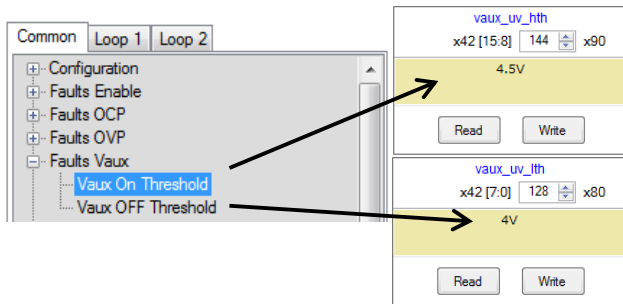 Common Loop 1 Loop 2
Configuration
Faults Enable
Faults OCP
Faults OVP
Faults Vaux
Vaux On Threshold
Vaux OFF Threshold
vaux_uv_hth
x42 [15:8] 144 x90
4.5V
Read Write
vaux_uv_lth
x42 [7:0] 128 x80
4V
Read Write